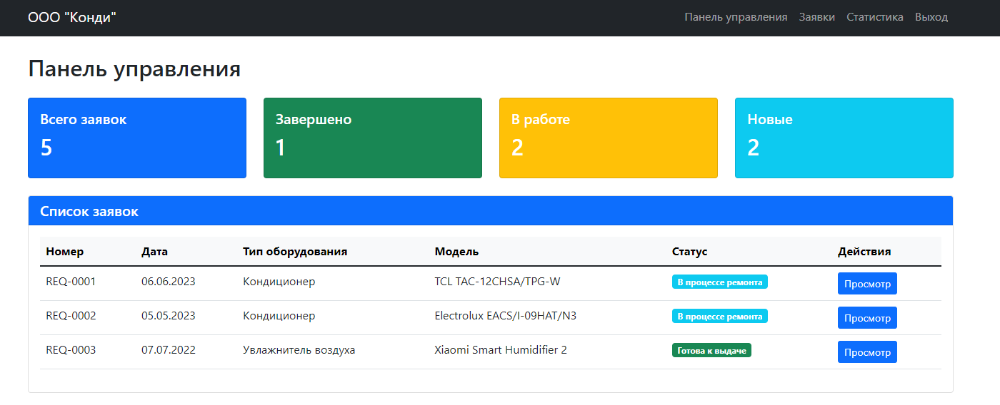 ООО "Конди"
Панель управления Заявки Статистика Выход
Панель управления
Всего заявок
5
Завершено
1
В работе
2
Новые
2
Список заявок
Номер Дата Тип оборудования Модель Статус Действия
REQ-0001 06.06.2023 Кондиционер TCL TAC-12CHSA/TPG-W В процессе ремонта Просмотр
REQ-0002 05.05.2023 Кондиционер Electrolux EACS/I-09HAT/N3 В процессе ремонта Просмотр
REQ-0003 07.07.2022 Увлажнитель воздуха Xiaomi Smart Humidifier 2 Готова к выдаче Просмотр